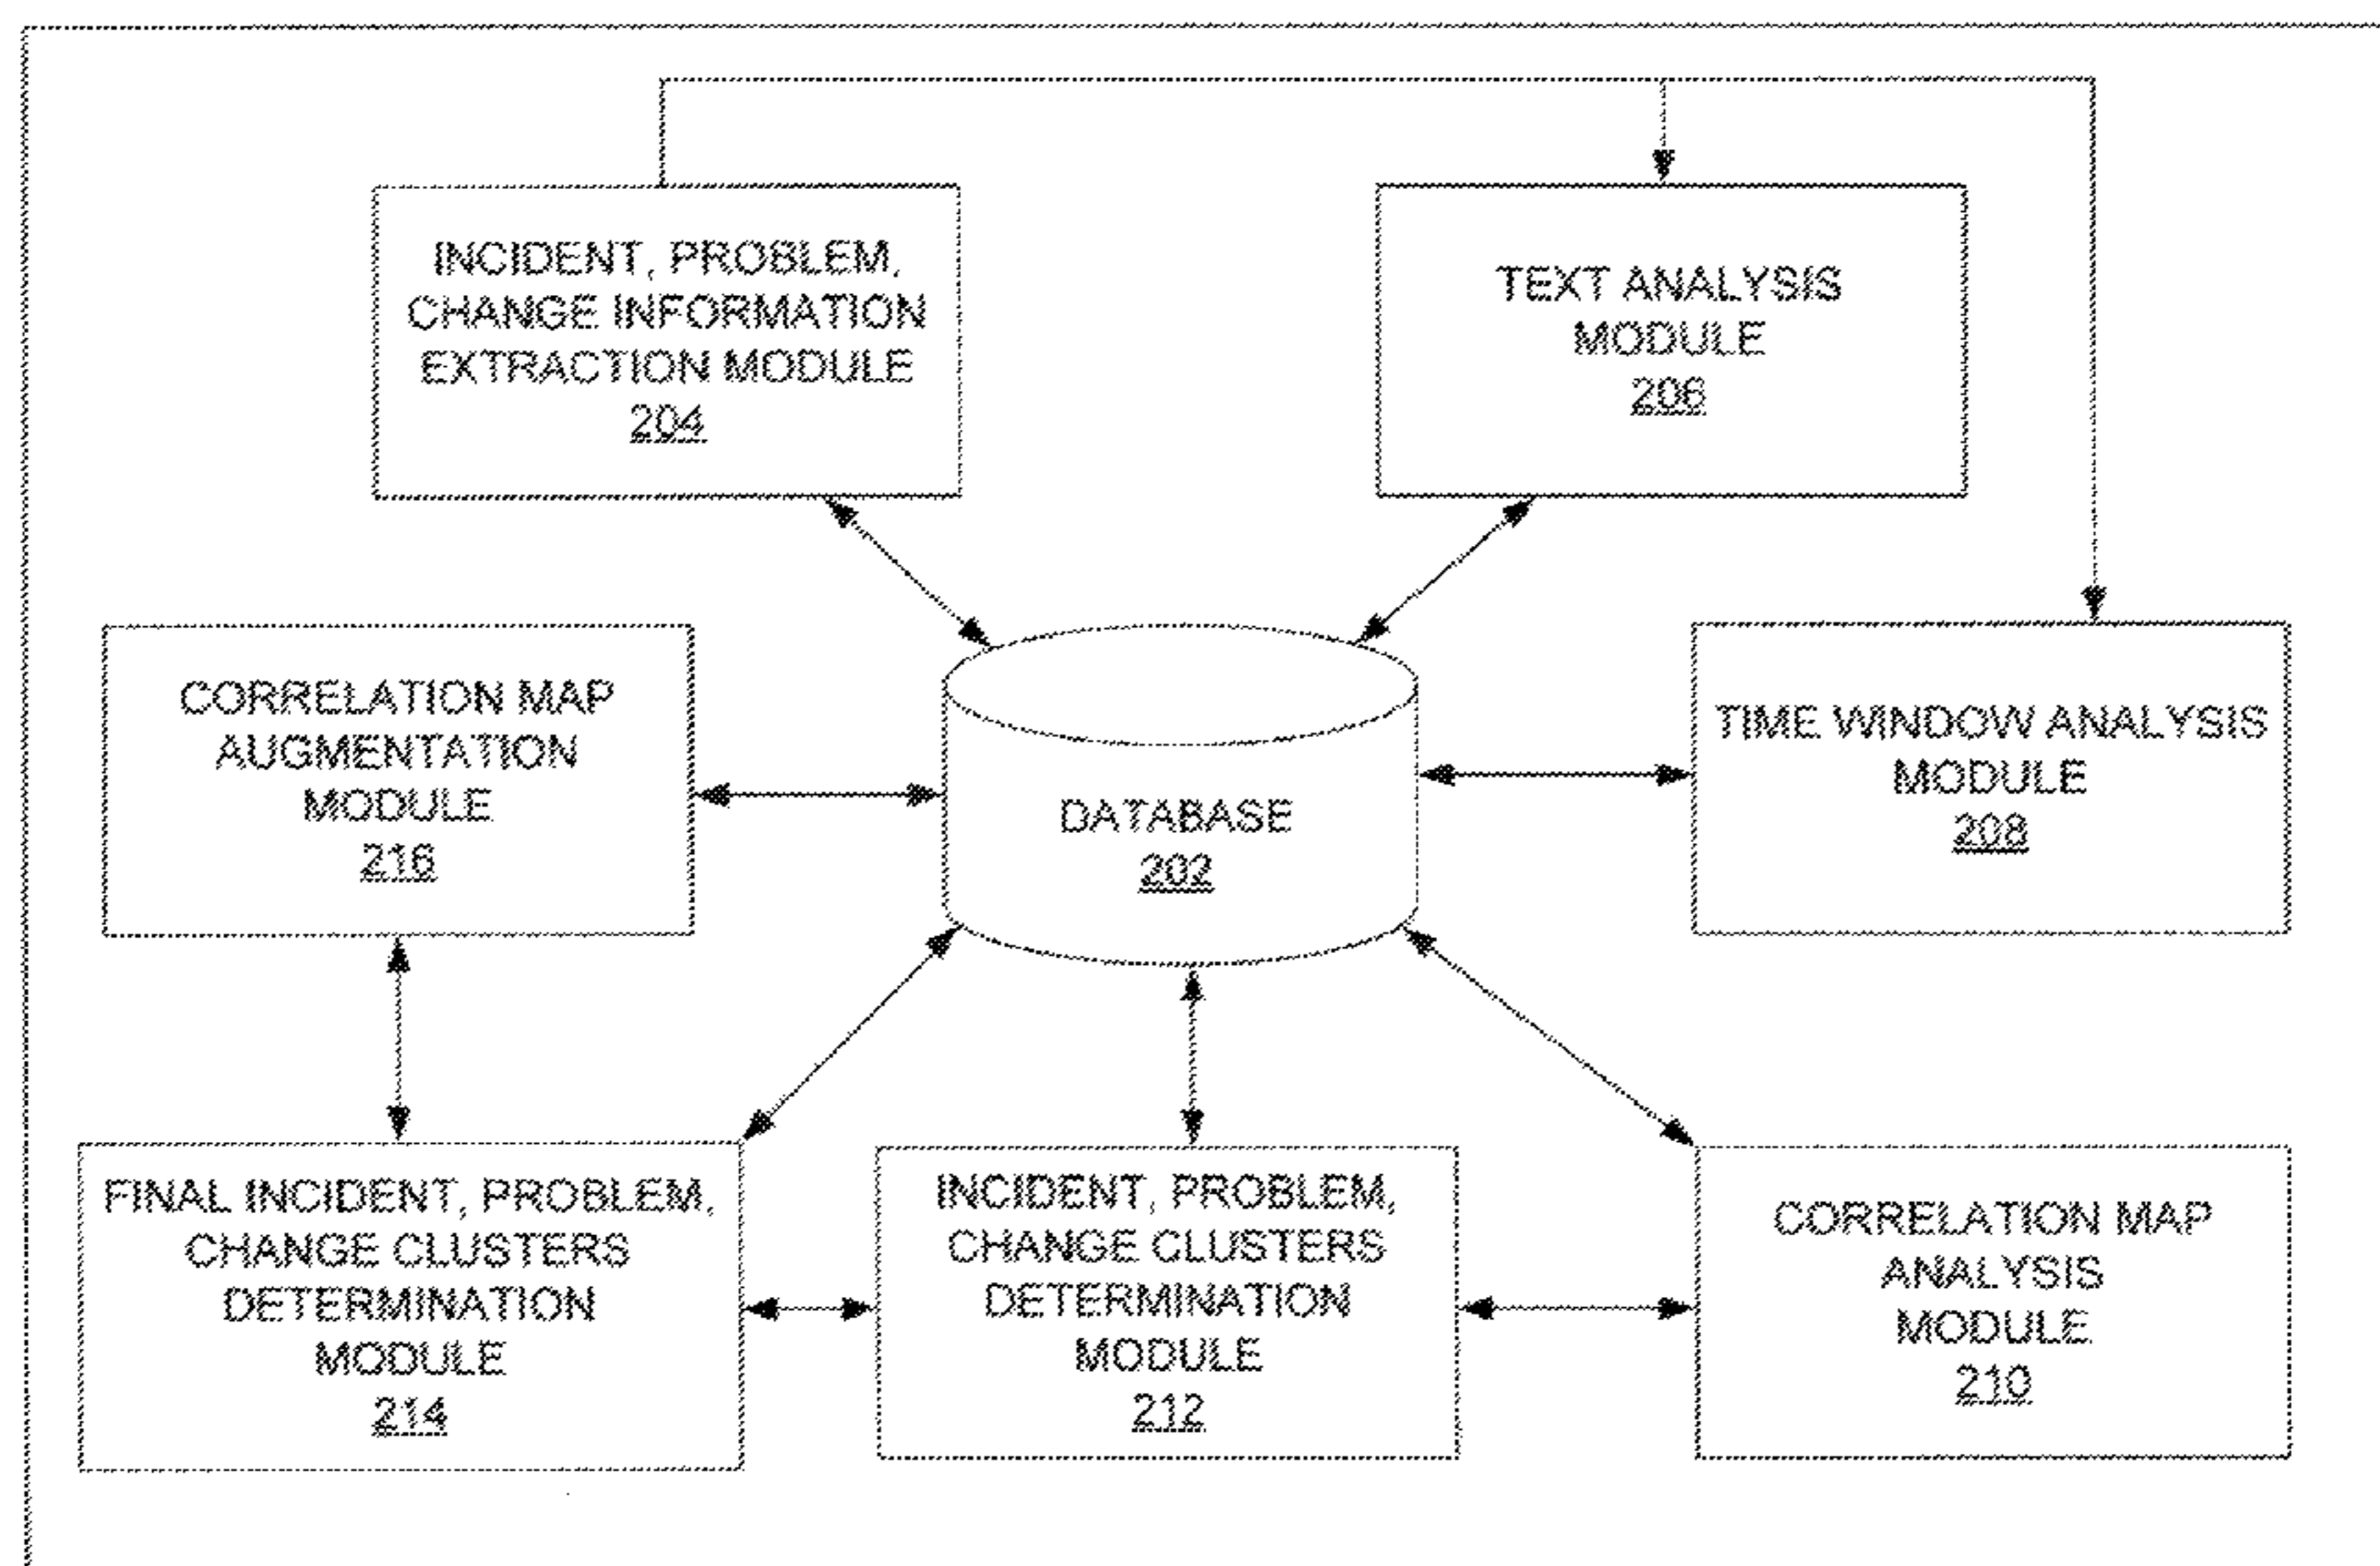 INCIDENT, PROBLEM,
CHANGE INFORMATION
EXTRACTION MODULE
204
TEXT ANALYSIS
MODULE
206
CORRELATION MAP
AUGMENTATION
MODULE
216
DATABASE
202
TIME WINDOW ANALYSIS
MODULE
208
FINAL INCIDENT, PROBLEM,
CHANGE CLUSTERS
DETERMINATION
MODULE
214
INCIDENT, PROBLEM,
CHANGE CLUSTERS
DETERMINATION
MODULE
212
CORRELATION MAP
ANALYSIS
MODULE
210